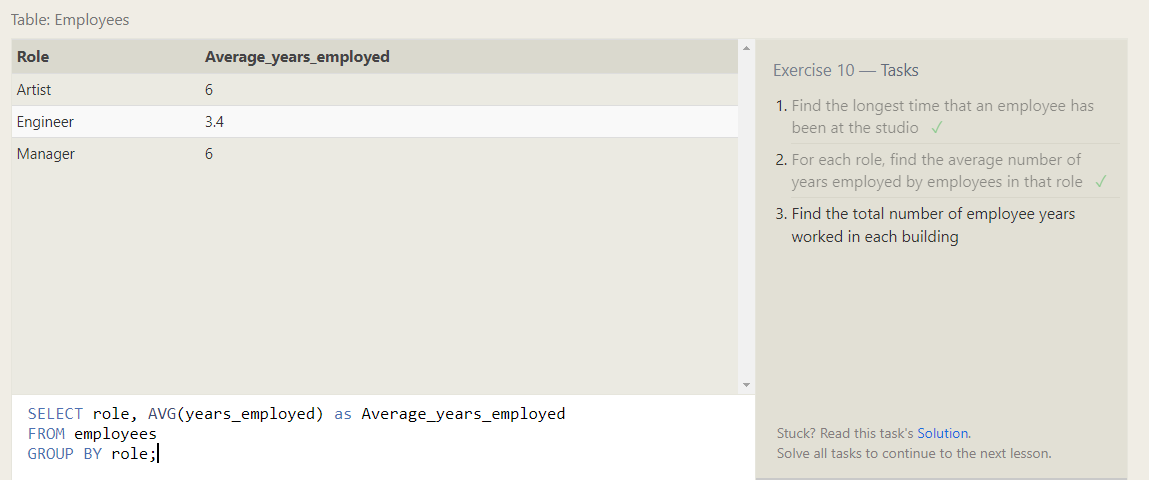 Table: Employees
Role Average_years_employed
Artist 6
Engineer 3.4
Manager 6
SELECT role, AVG(years_employed) as Average_years_employed
FROM employees
GROUP BY role;
Exercise 10 — Tasks
1. Find the longest time that an employee has
been at the studio ✓
2. For each role, find the average number of
years employed by employees in that role ✓
3. Find the total number of employee years
worked in each building
Stuck? Read this task's Solution.
Solve all tasks to continue to the next lesson.